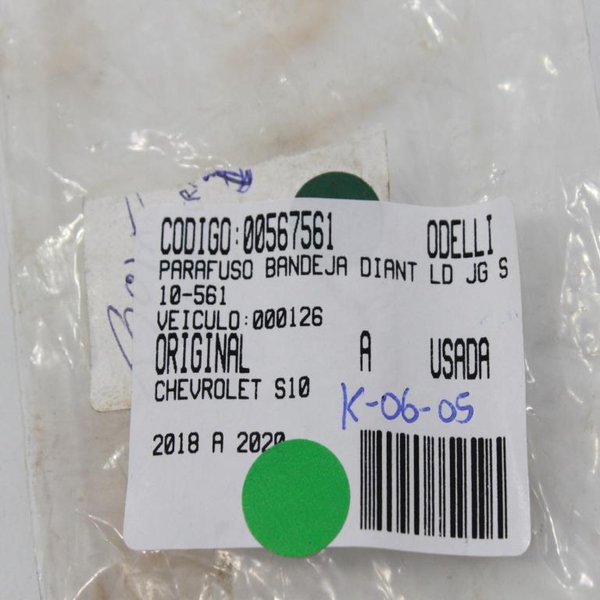 CODIGO:00567561 ODELLI
PARAFUSO BANDEJA DIANT LD JG S
10-561
VEICULO:000126
ORIGINAL A USADA
CHEVROLET S10
K-06-05
2018 A 2020